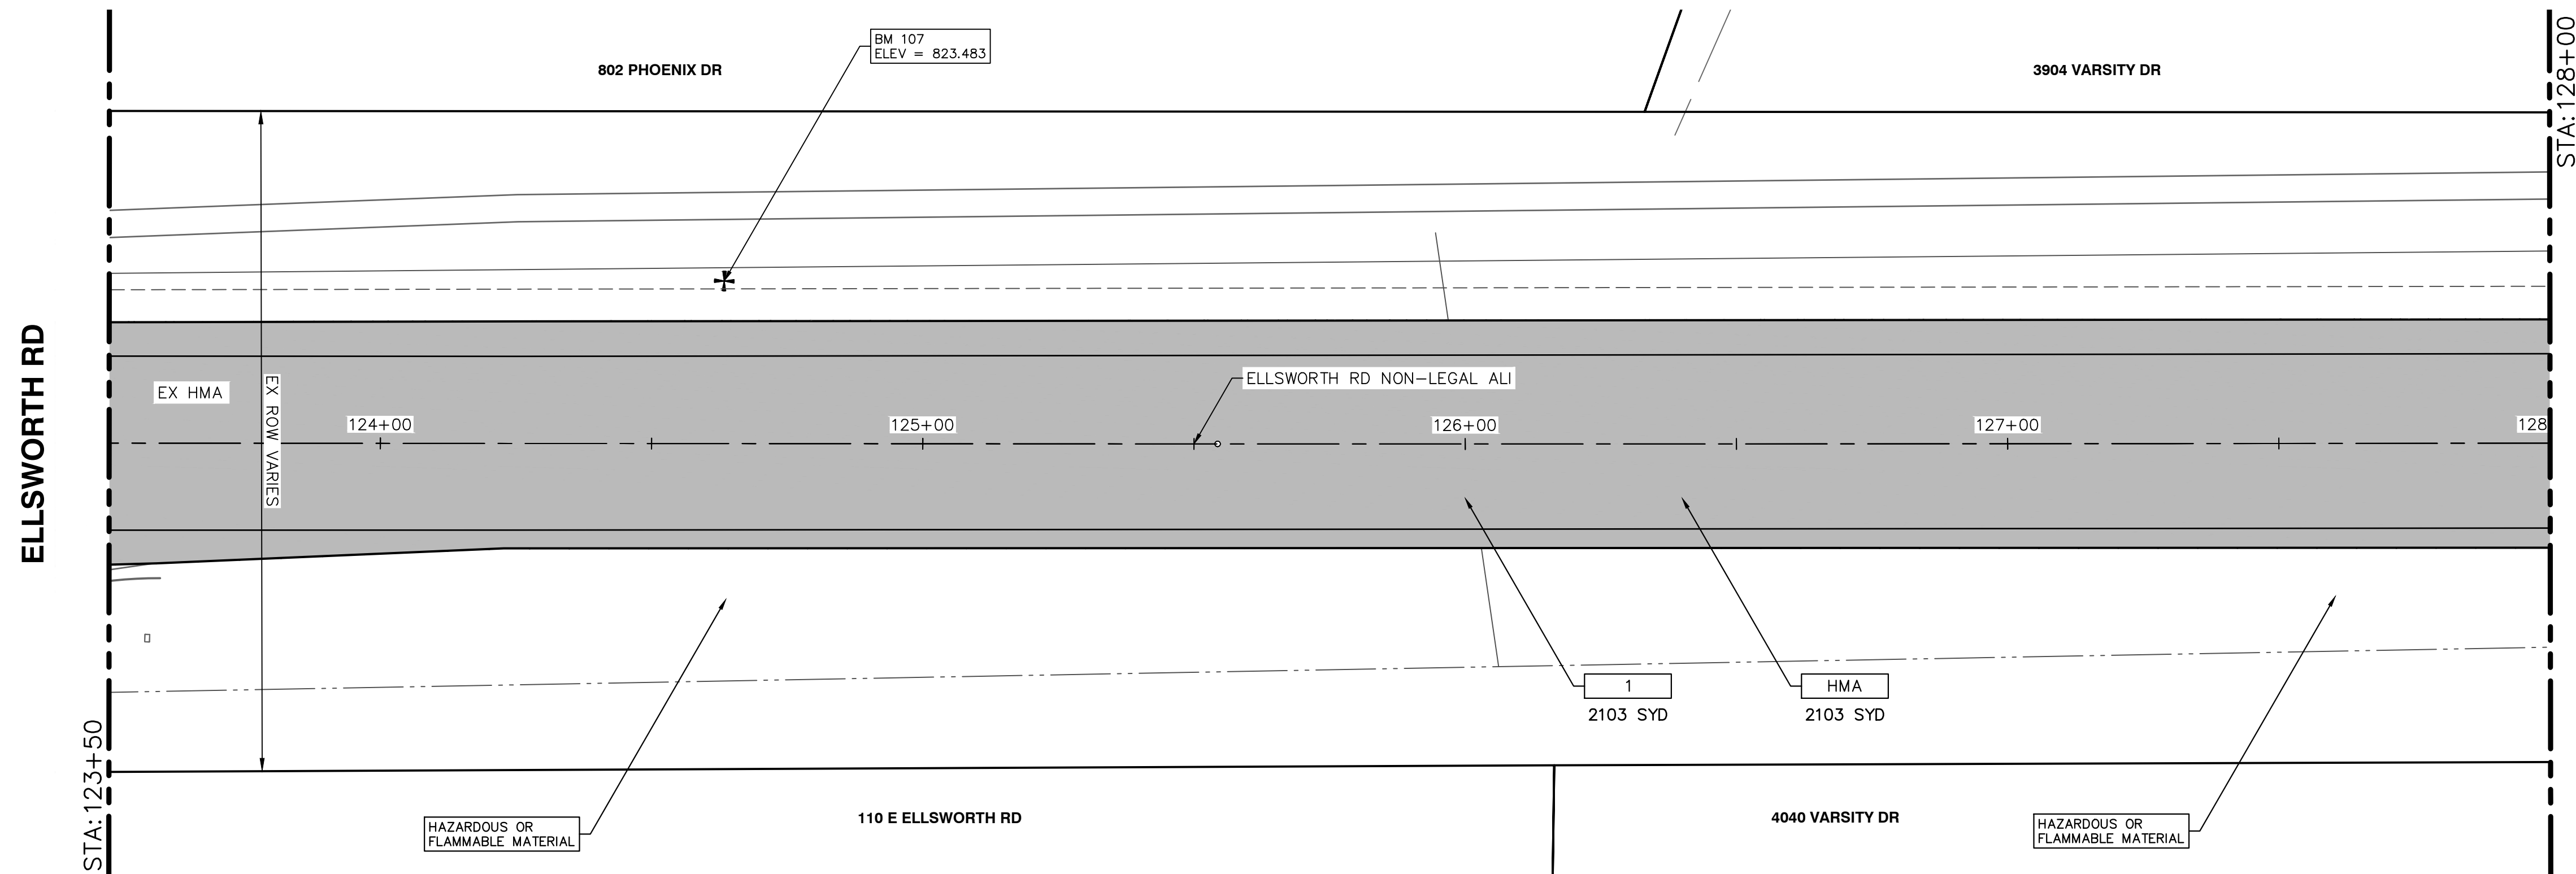 BM 107
ELEV = 823.483
802 PHOENIX DR
3904 VARSITY DR
STA: 128+00
ELLSWORTH RD
EX HMA
EX ROW VARIES
ELLSWORTH RD NON-LEGAL ALI
124+00
125+00
126+00
127+00
128
1
2103 SYD
HMA
2103 SYD
STA: 123+50
HAZARDOUS OR
FLAMMABLE MATERIAL
110 E ELLSWORTH RD
4040 VARSITY DR
HAZARDOUS OR
FLAMMABLE MATERIAL